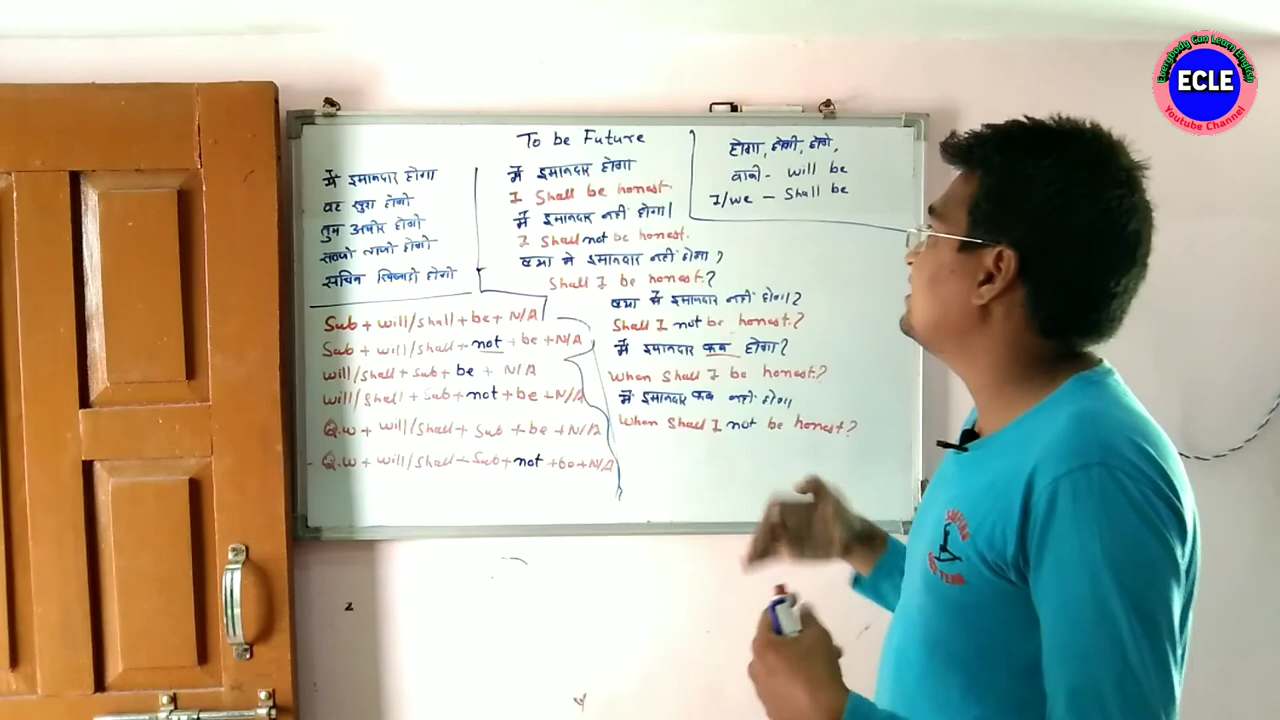 To be Future
मैं इमानदार होगा
वह खुश होगी
तुम अमीर होगी
ताजी होगी
सचिन खिलाडी होगी
Sub + will/shall + be + N/A
Sub + will/shall + not + be + N/A
will/shall + sub + be + N/A
will/shall + sub + not + be + N/A
Q.w + will/shall + sub + be + N/A
Q.w + will/shall + sub + not + be + N/A
मैं इमानदार होगा
I Shall be honest.
मैं इमानदार नहीं होगा।
I Shall not be honest.
क्या मैं इमानदार नहीं होगा?
Shall I be honest.?
क्या मैं इमानदार नहीं होगा?
Shall I not be honest.?
मैं इमानदार कब होगा?
When Shall I be honest.?
मैं इमानदार कब नहीं होगा
When Shall I not be honest.?
होगा, होगी, होगे,
बाकी - will be
I/we - Shall be
Everybody Can Learn English
ECLE
Youtube Channel